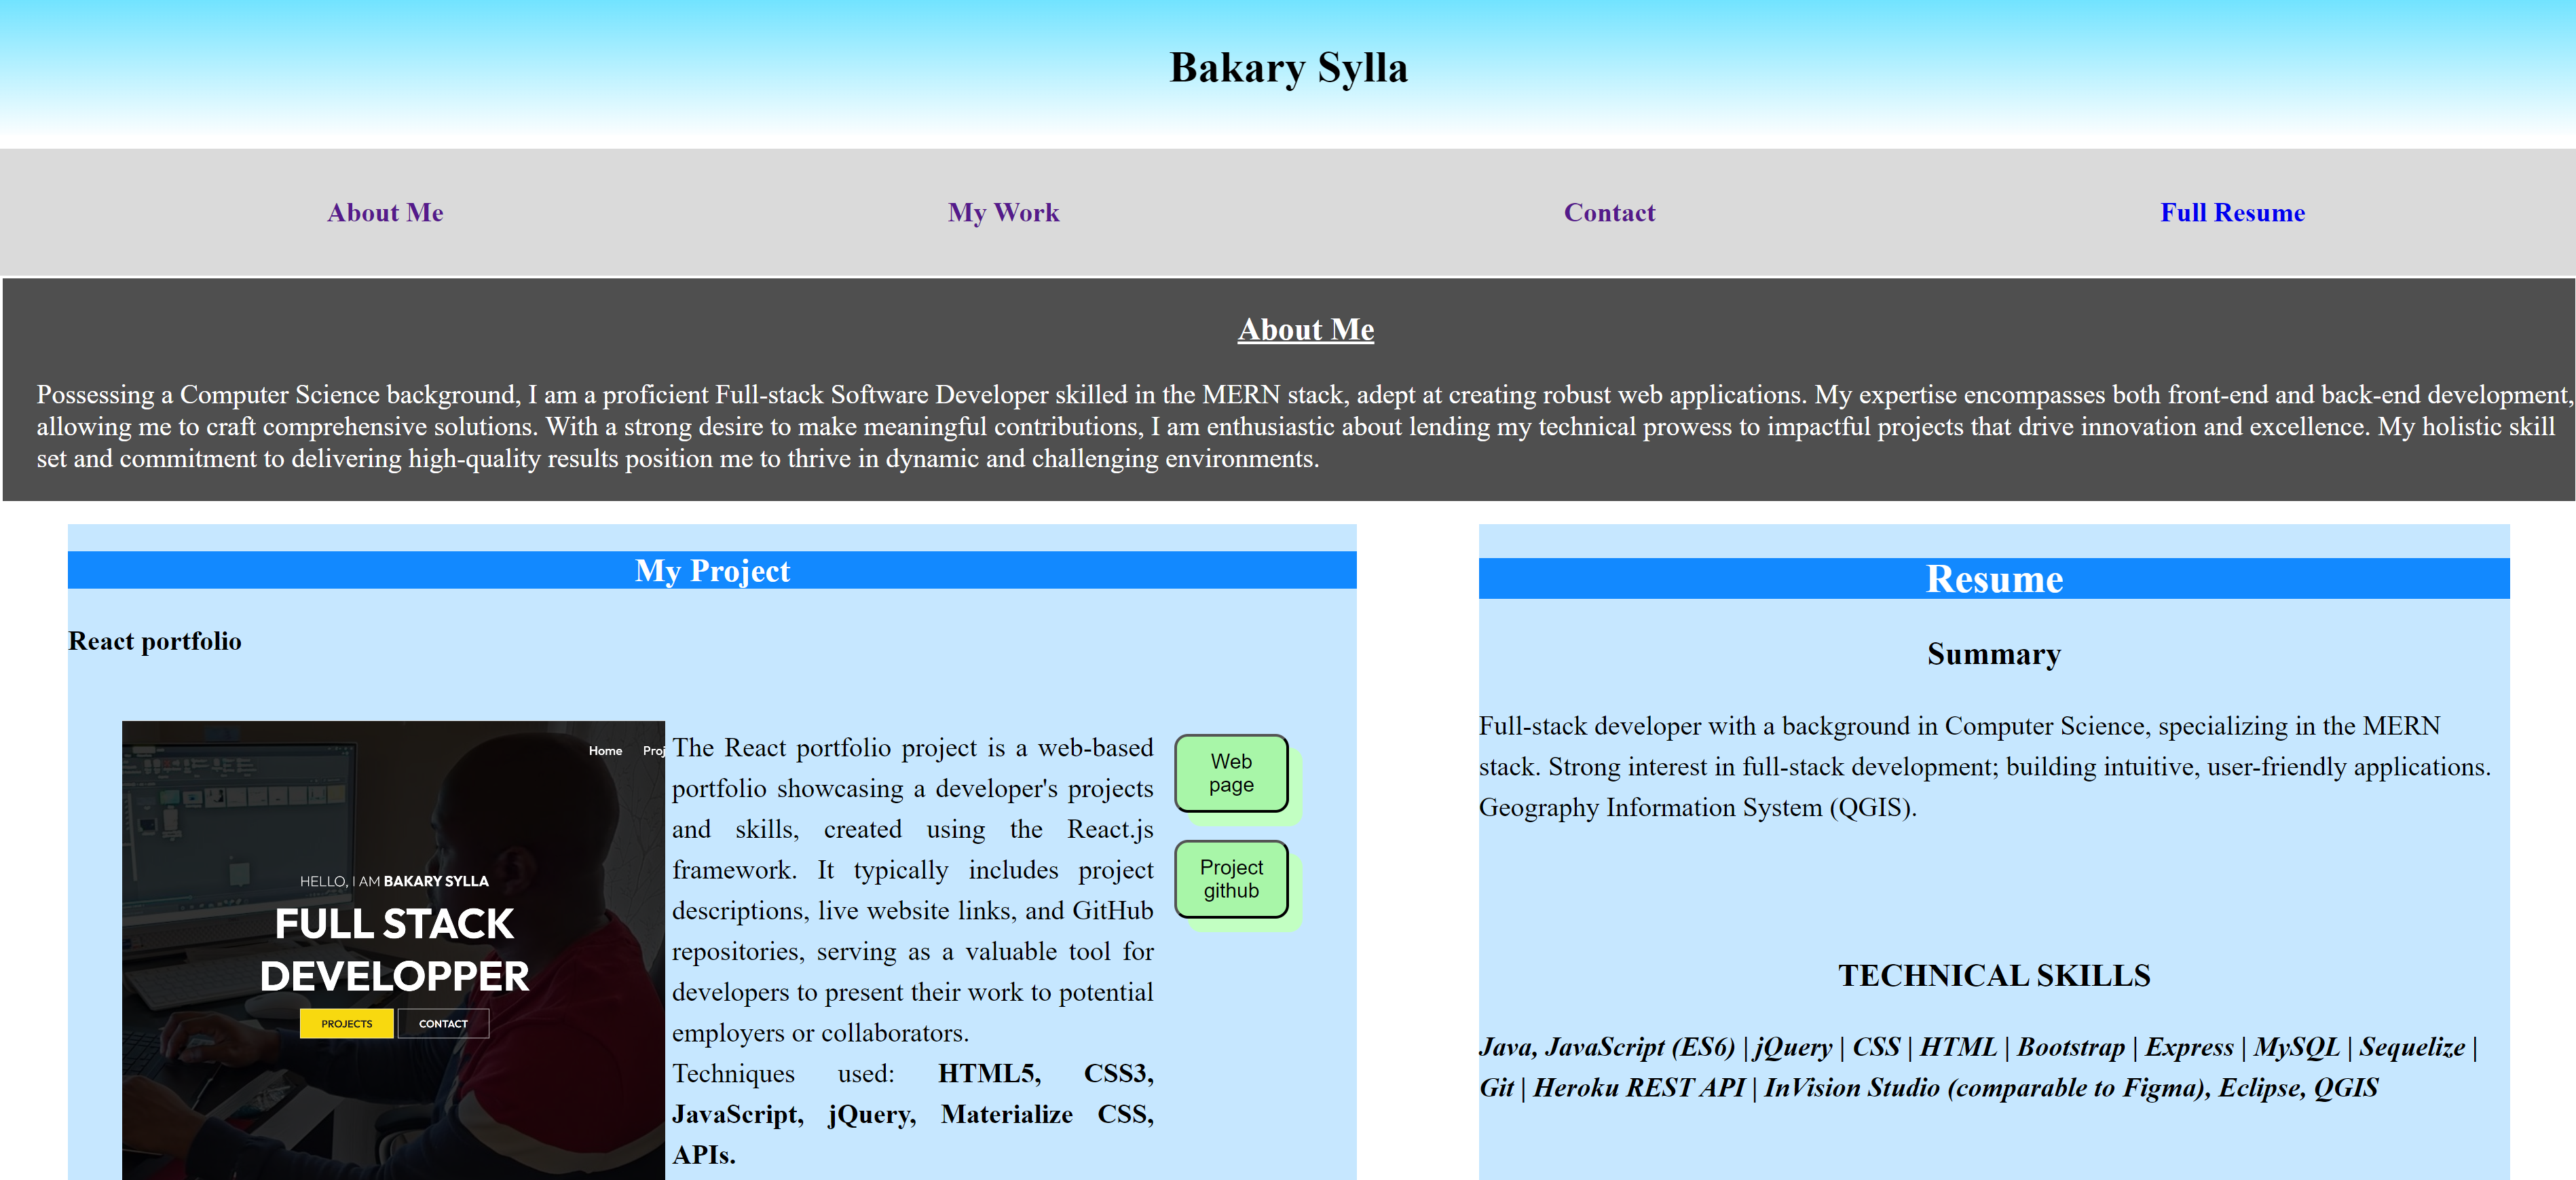 Bakary Sylla
About Me
My Work
Contact
Full Resume
About Me
Possessing a Computer Science background, I am a proficient Full-stack Software Developer skilled in the MERN stack, adept at creating robust web applications. My expertise encompasses both front-end and back-end development,
allowing me to craft comprehensive solutions. With a strong desire to make meaningful contributions, I am enthusiastic about lending my technical prowess to impactful projects that drive innovation and excellence. My holistic skill
set and commitment to delivering high-quality results position me to thrive in dynamic and challenging environments.
My Project
React portfolio
Home
Proj
HELLO, I AM BAKARY SYLLA
FULL STACK
DEVELOPPER
PROJECTS
CONTACT
The React portfolio project is a web-based
portfolio showcasing a developer's projects
and skills, created using the React.js
framework. It typically includes project
descriptions, live website links, and GitHub
repositories, serving as a valuable tool for
developers to present their work to potential
employers or collaborators.
Techniques used: HTML5, CSS3,
JavaScript, jQuery, Materialize CSS,
APIs.
Web
page
Project
github
Resume
Summary
Full-stack developer with a background in Computer Science, specializing in the MERN
stack. Strong interest in full-stack development; building intuitive, user-friendly applications.
Geography Information System (QGIS).
TECHNICAL SKILLS
Java, JavaScript (ES6) | jQuery | CSS | HTML | Bootstrap | Express | MySQL | Sequelize |
Git | Heroku REST API | InVision Studio (comparable to Figma), Eclipse, QGIS